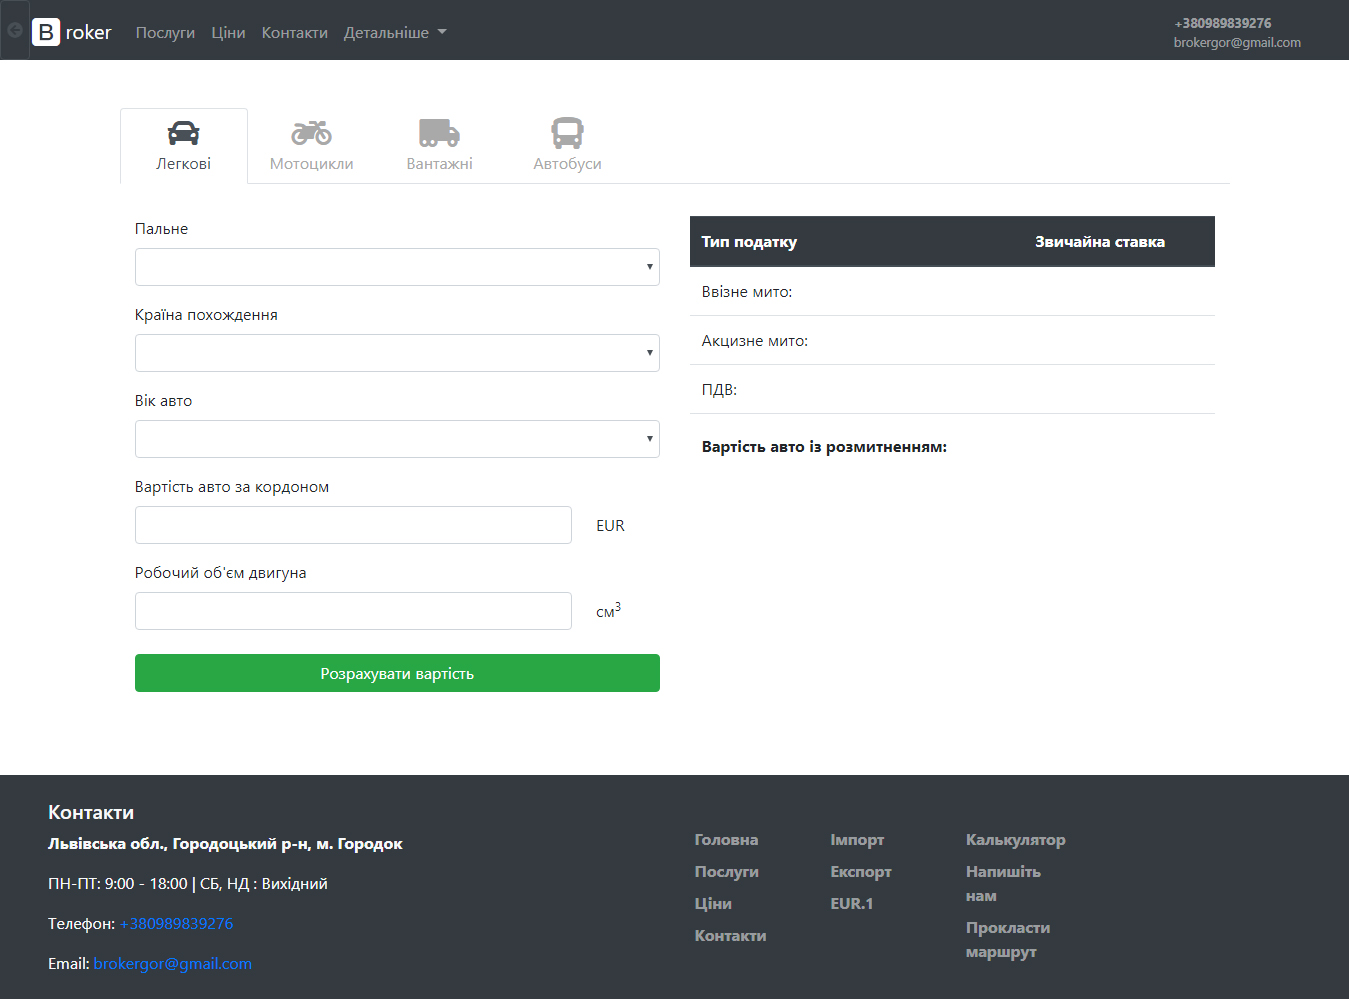 B roker Послуги Ціни Контакти Детальніше
+380989839276
brokergor@gmail.com
Легкові Мотоцикли Вантажні Автобуси
Пальне
Країна походження
Вік авто
Вартість авто за кордоном
EUR
Робочий об'єм двигуна
см³
Розрахувати вартість
Тип податку Звичайна ставка
Ввізне мито:
Акцизне мито:
ПДВ:
Вартість авто із розмитненням:
Контакти
Львівська обл., Городоцький р-н, м. Городок
ПН-ПТ: 9:00 - 18:00 | СБ, НД : Вихідний
Телефон: +380989839276
Email: brokergor@gmail.com
Головна
Послуги
Ціни
Контакти
Імпорт
Експорт
EUR.1
Калькулятор
Напишіть
нам
Прокласти
маршрут